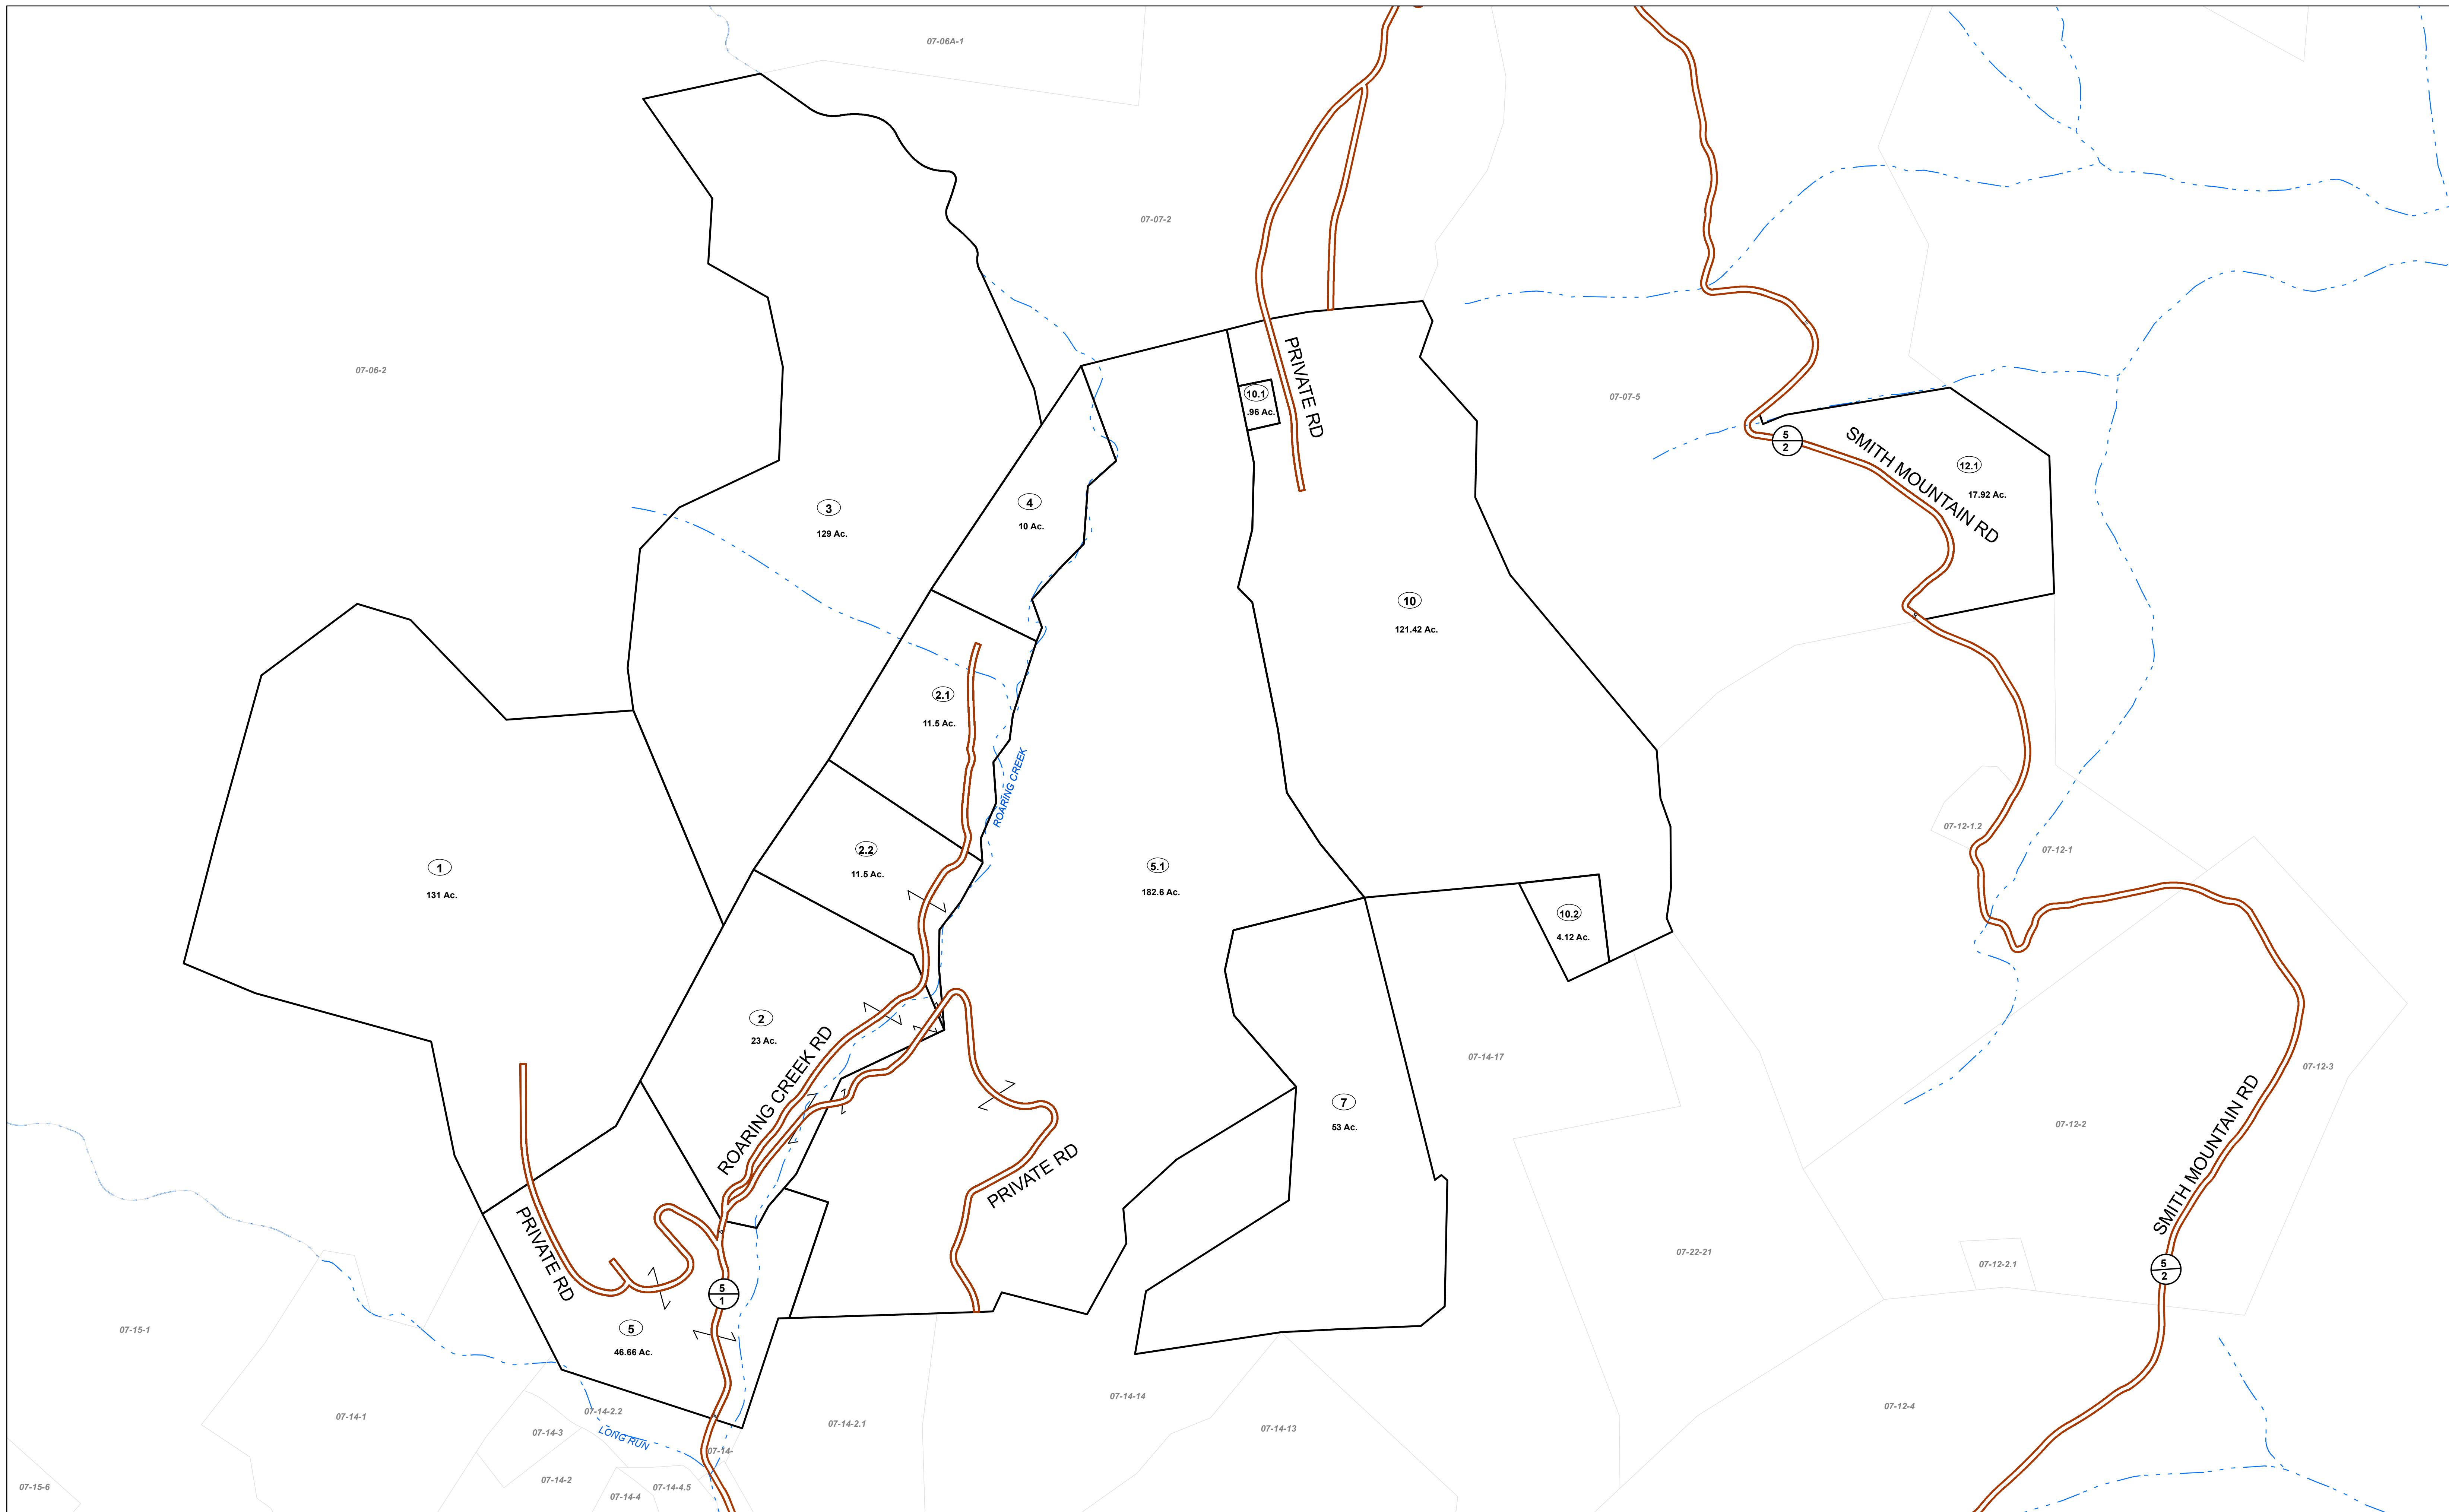 07-06A-1
07-07-2
07-06-2
PRIVATE RD
10.1
.96 Ac.
07-07-5
5
2
SMITH MOUNTAIN RD
12.1
17.92 Ac.
3
129 Ac.
4
10 Ac.
10
121.42 Ac.
2.1
11.5 Ac.
ROARING CREEK
07-12-1.2
07-12-1
2.2
11.5 Ac.
1
131 Ac.
5.1
182.6 Ac.
10.2
4.12 Ac.
2
23 Ac.
ROARING CREEK RD
07-14-17
07-12-3
7
53 Ac.
07-12-2
PRIVATE RD
SMITH MOUNTAIN RD
PRIVATE RD
07-22-21
07-12-2.1
5
2
5
1
5
46.66 Ac.
07-15-1
07-14-14
07-14-1
07-14-2.2
07-14-2.1
07-14-13
07-12-4
07-14-3
LONG RUN
07-14-
07-14-2
07-14-4.5
07-14-4
07-15-6